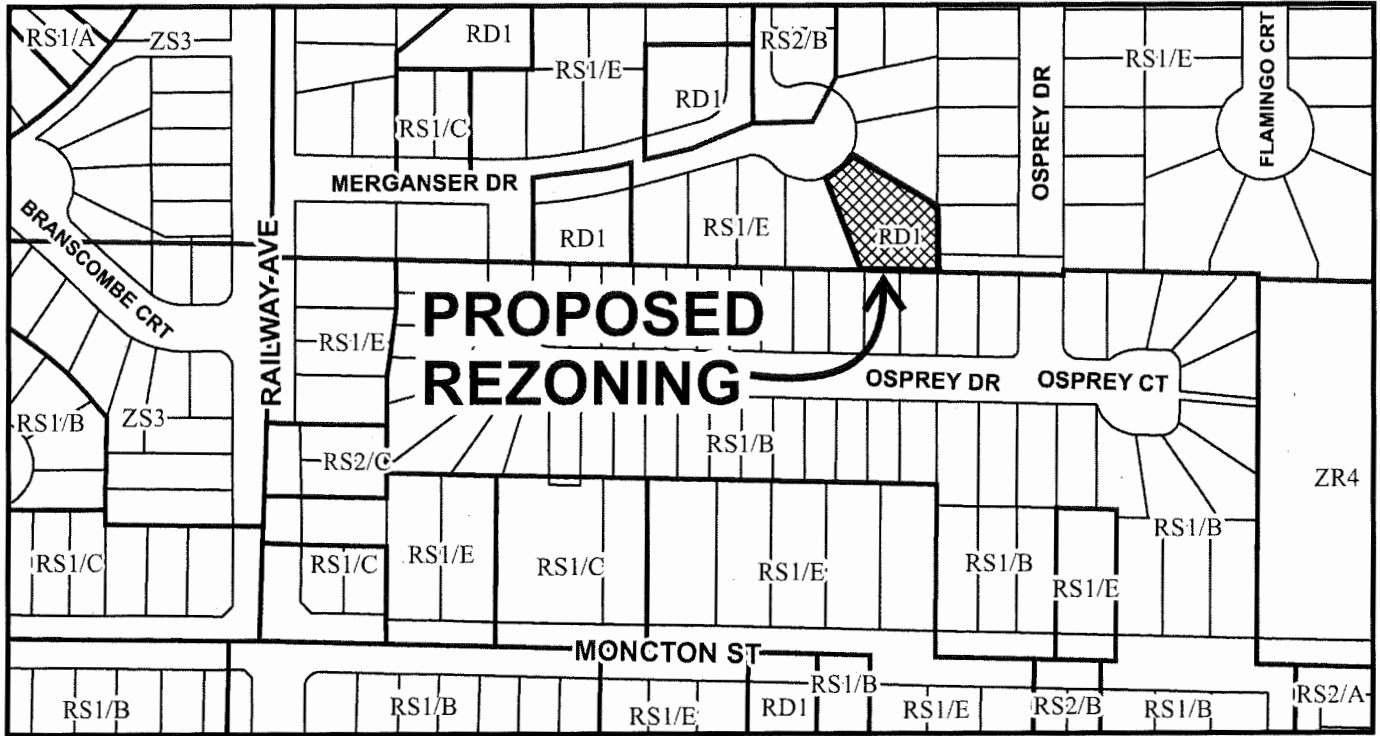 RS1/A
ZS3
RD1
RS1/E
RS2/B
RS1/E
FLAMINGO CRT
RD1
RS1/C
OSPREY DR
MERGANSER DR
BRANSCOMBE CRT
RAILWAY AVE
RD1
RS1/E
RD1
PROPOSED
REZONING
RS1/E
OSPREY DR
OSPREY CT
RS1/B
ZS3
RS1/B
RS2/C
ZR4
RS1/B
RS1/C
RS1/C
RS1/E
RS1/C
RS1/E
RS1/B
RS1/E
MONCTON ST
RS1/B
RS1/B
RS1/E
RD1
RS1/B
RS1/E
RS2/B
RS1/B
RS2/A